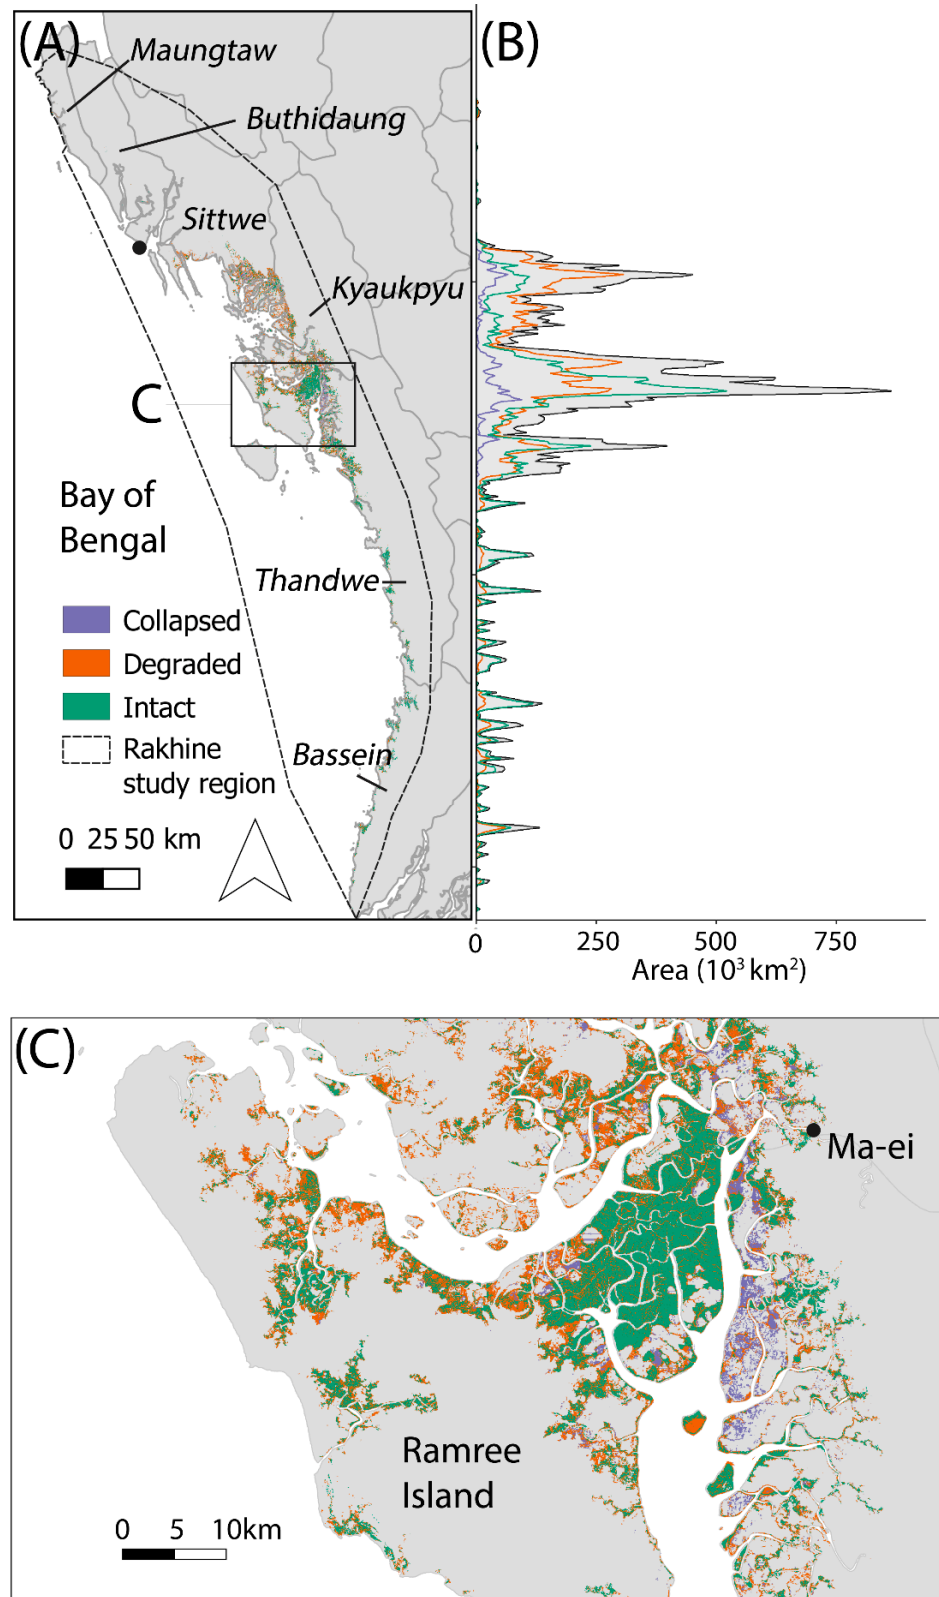 (A)
(B)
Maungtaw
Buthidaung
Sittwe
Kyaukpyu
C
Bay of
Bengal
Thandwe
Collapsed
Degraded
Intact
Rakhine
study region
Bassein
0 25 50 km
0 250 500 750
Area (10³ km²)
(C)
Ma-ei
Ramree
Island
0 5 10km